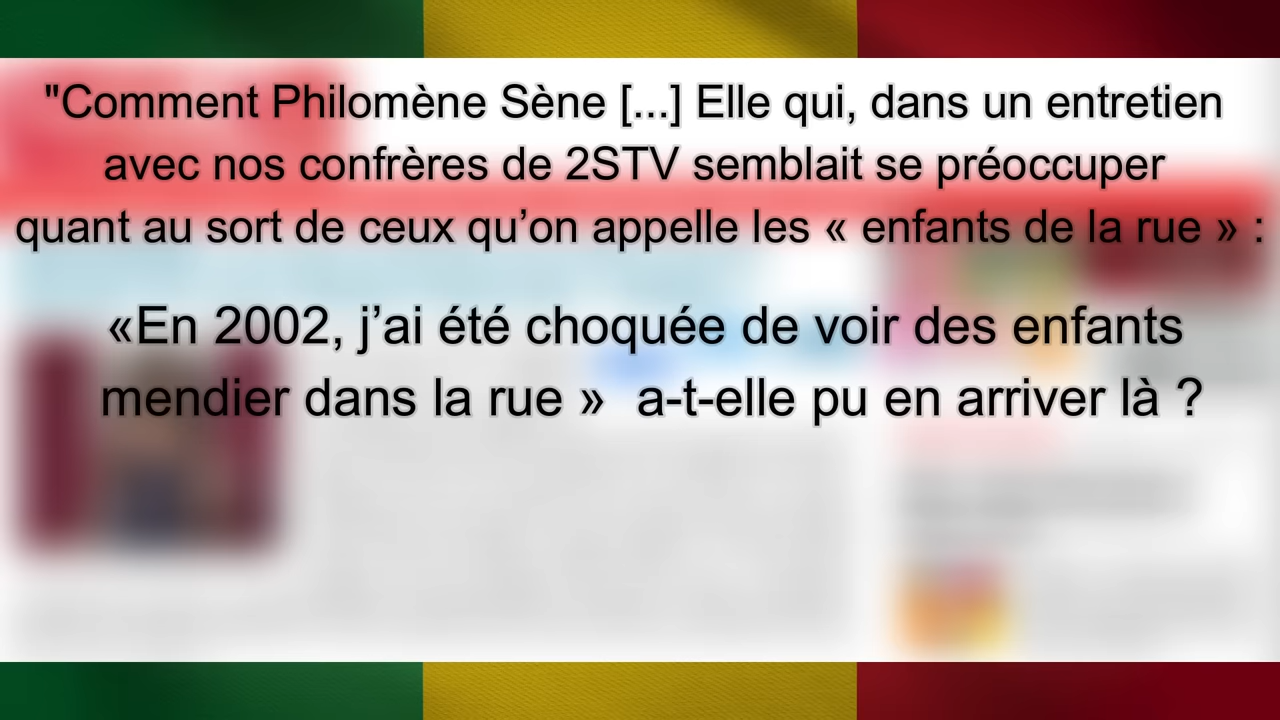 "Comment Philomène Sène [...] Elle qui, dans un entretien
avec nos confrères de 2STV semblait se préoccuper
quant au sort de ceux qu’on appelle les « enfants de la rue » :
«En 2002, j’ai été choquée de voir des enfants
mendier dans la rue »  a-t-elle pu en arriver là ?